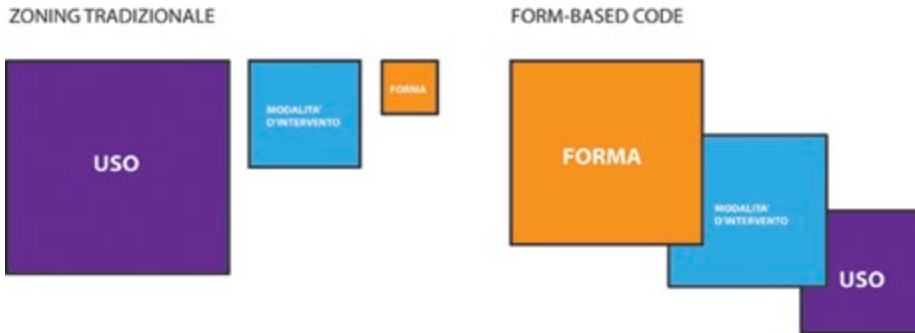 ZONING TRADIZIONALE
USO
MODALITA'
D'INTERVENTO
FORMA
FORM-BASED CODE
FORMA
MODALITA'
D'INTERVENTO
USO